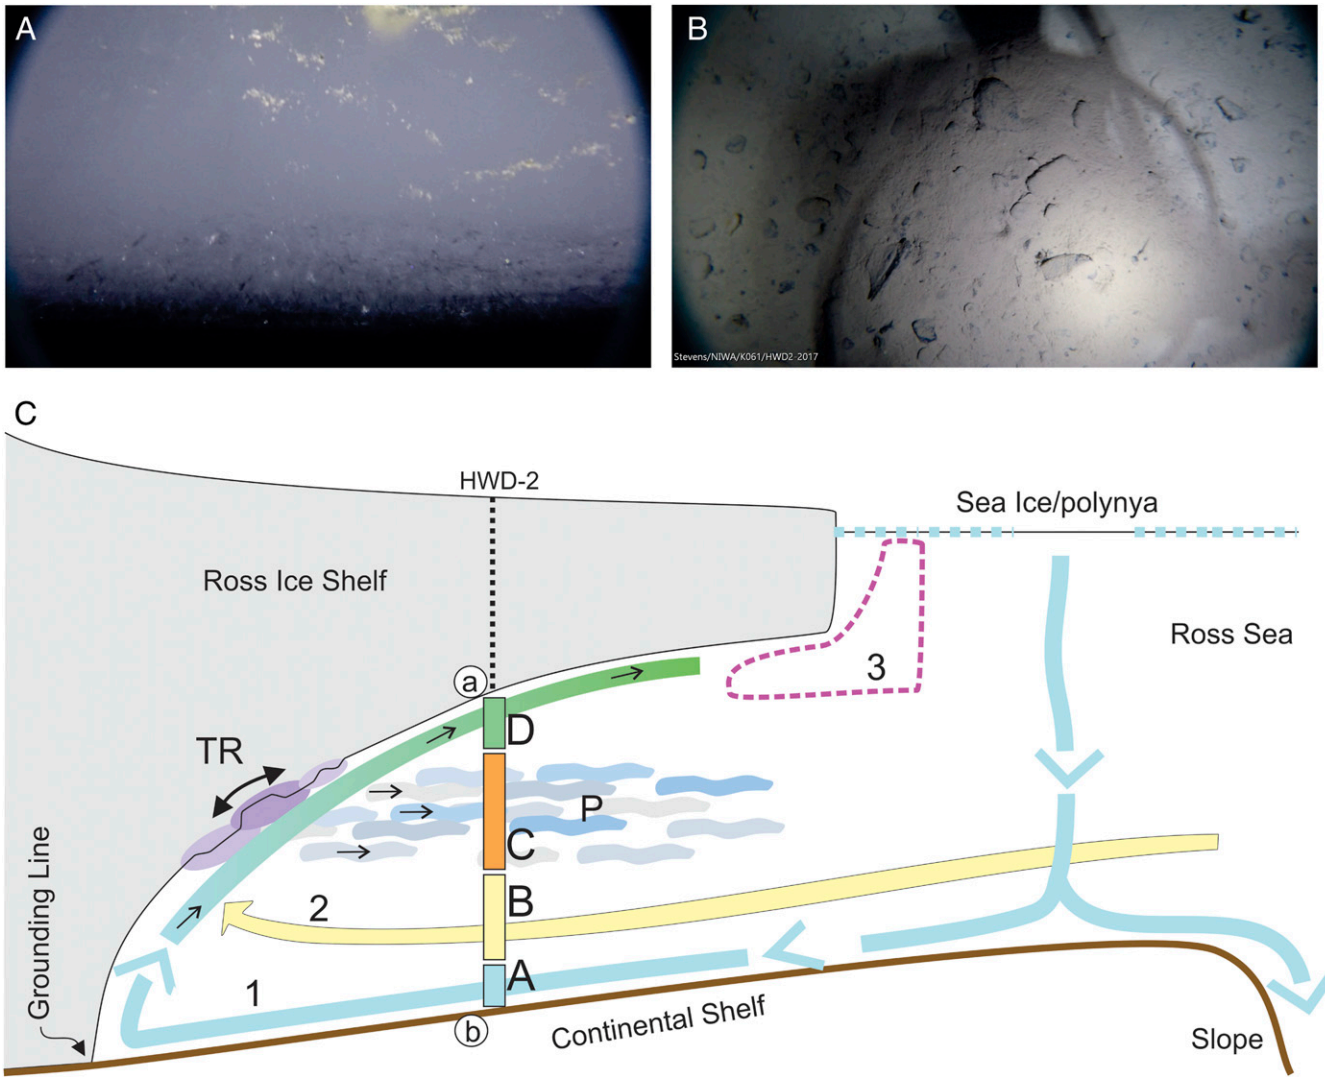 A
B
Stevens/NIWA/K061/HWD2-2017
C
HWD-2
Sea Ice/polynya
Ross Ice Shelf
Ross Sea
3
a
D
TR
P
C
Grounding Line
2
B
1
A
b
Continental Shelf
Slope